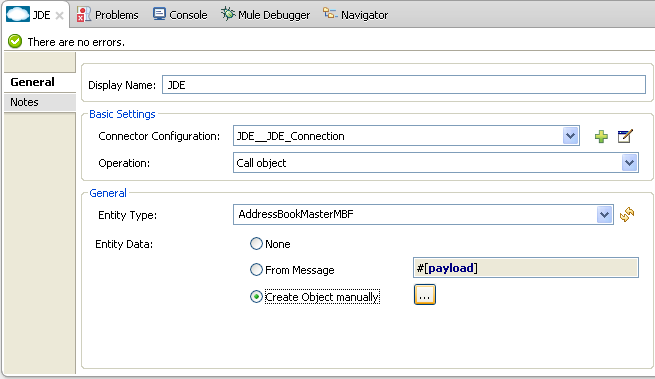 JDE Problems Console Mule Debugger Navigator
There are no errors.
General
Notes
Display Name: JDE
Basic Settings
Connector Configuration: JDE__JDE_Connection
Operation: Call object
General
Entity Type: AddressBookMasterMBF
Entity Data: None
From Message #[payload]
Create Object manually ...